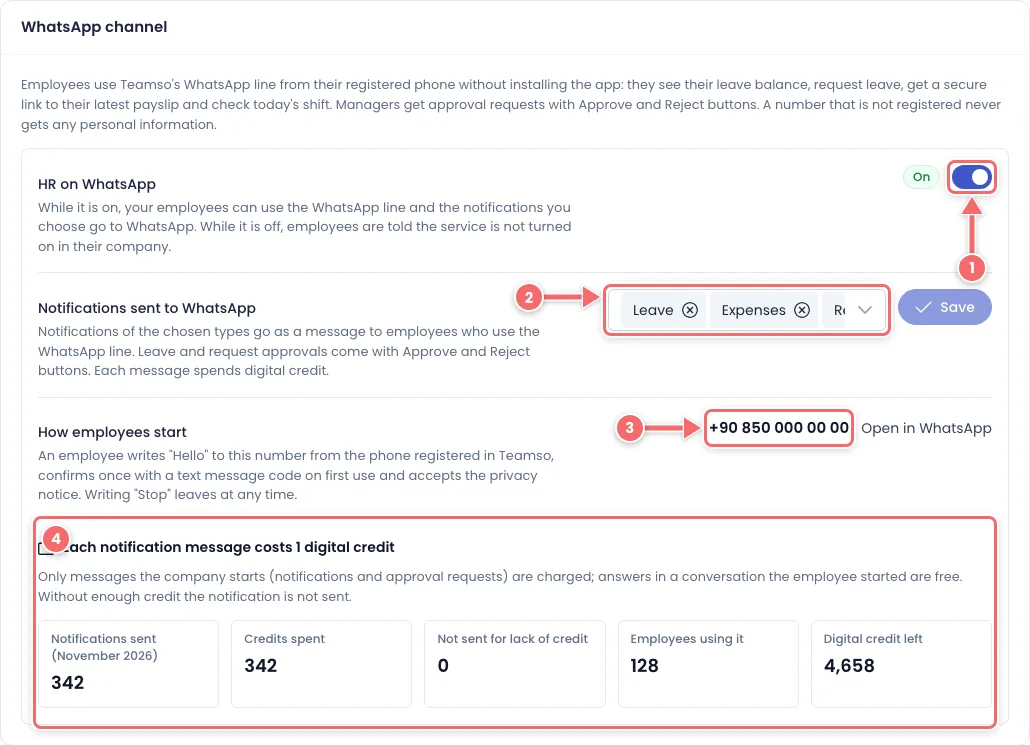 WhatsApp channel
Employees use Teamso's WhatsApp line from their registered phone without installing the app: they see their leave balance, request leave, get a secure
link to their latest payslip and check today's shift. Managers get approval requests with Approve and Reject buttons. A number that is not registered never
gets any personal information.
HR on WhatsApp
On
While it is on, your employees can use the WhatsApp line and the notifications you
choose go to WhatsApp. While it is off, employees are told the service is not turned
on in their company.
1
2
Notifications sent to WhatsApp
Leave Expenses
Save
Notifications of the chosen types go as a message to employees who use the
WhatsApp line. Leave and request approvals come with Approve and Reject
buttons. Each message spends digital credit.
How employees start
3
+90 850 000 00 00
Open in WhatsApp
An employee writes "Hello" to this number from the phone registered in Teamso,
confirms once with a text message code on first use and accepts the privacy
notice. Writing "Stop" leaves at any time.
4
notification message costs 1 digital credit
Only messages the company starts (notifications and approval requests) are charged; answers in a conversation the employee started are free.
Without enough credit the notification is not sent.
Notifications sent
(November 2026)
342
Credits spent
342
Not sent for lack of credit
0
Employees using it
128
Digital credit left
4,658